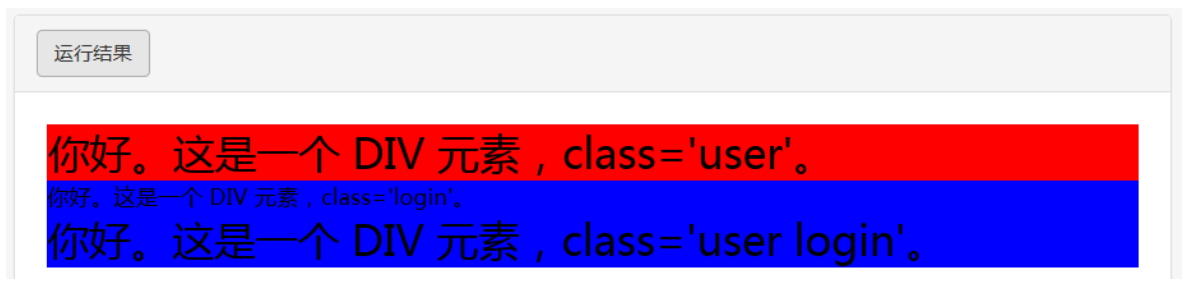 运行结果
你好。这是一个 DIV 元素，class='user'。
你好。这是一个 DIV 元素，class='login'。
你好。这是一个 DIV 元素，class='user login'。